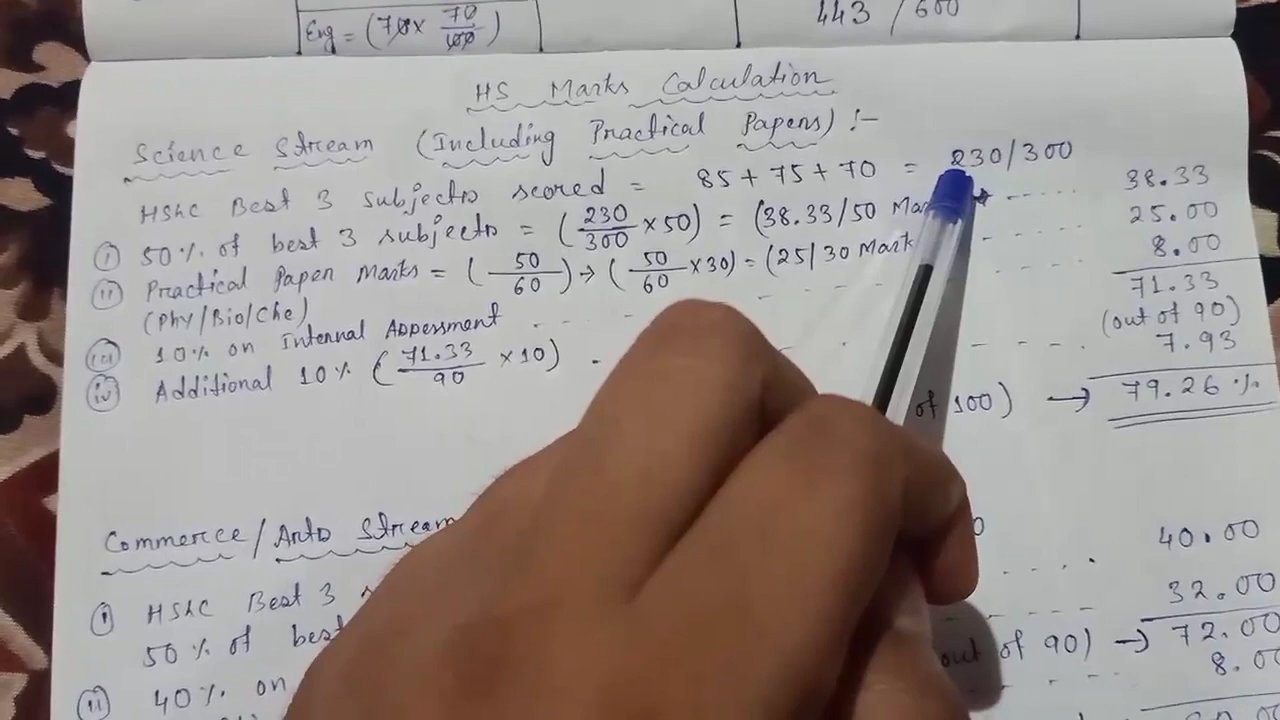 Eng = (70 × 70/100)
443 / 600
HS Marks Calculation
Science Stream (Including Practical Papers) :-
HSLC Best 3 subjects scored = 85 + 75 + 70 = 230/300
(i) 50% of best 3 subjects = (230/300 × 50) = (38.33/50 38.33
(ii) Practical Paper Marks = (50/60) → (50/60 × 30) = (25/30 Mark 25.00
(Phy/Bio/Che)
(iii) 10% on Internal Assessment 8.00
71.33
(out of 90)
(iv) Additional 10% (71.33/90 × 10) 7.93
of 100) → 79.26%
Commerce/Arts Stream
(i) HSLC Best 3
50% of best 40.00
(ii) 40% on 32.00
out of 90) → 72.00